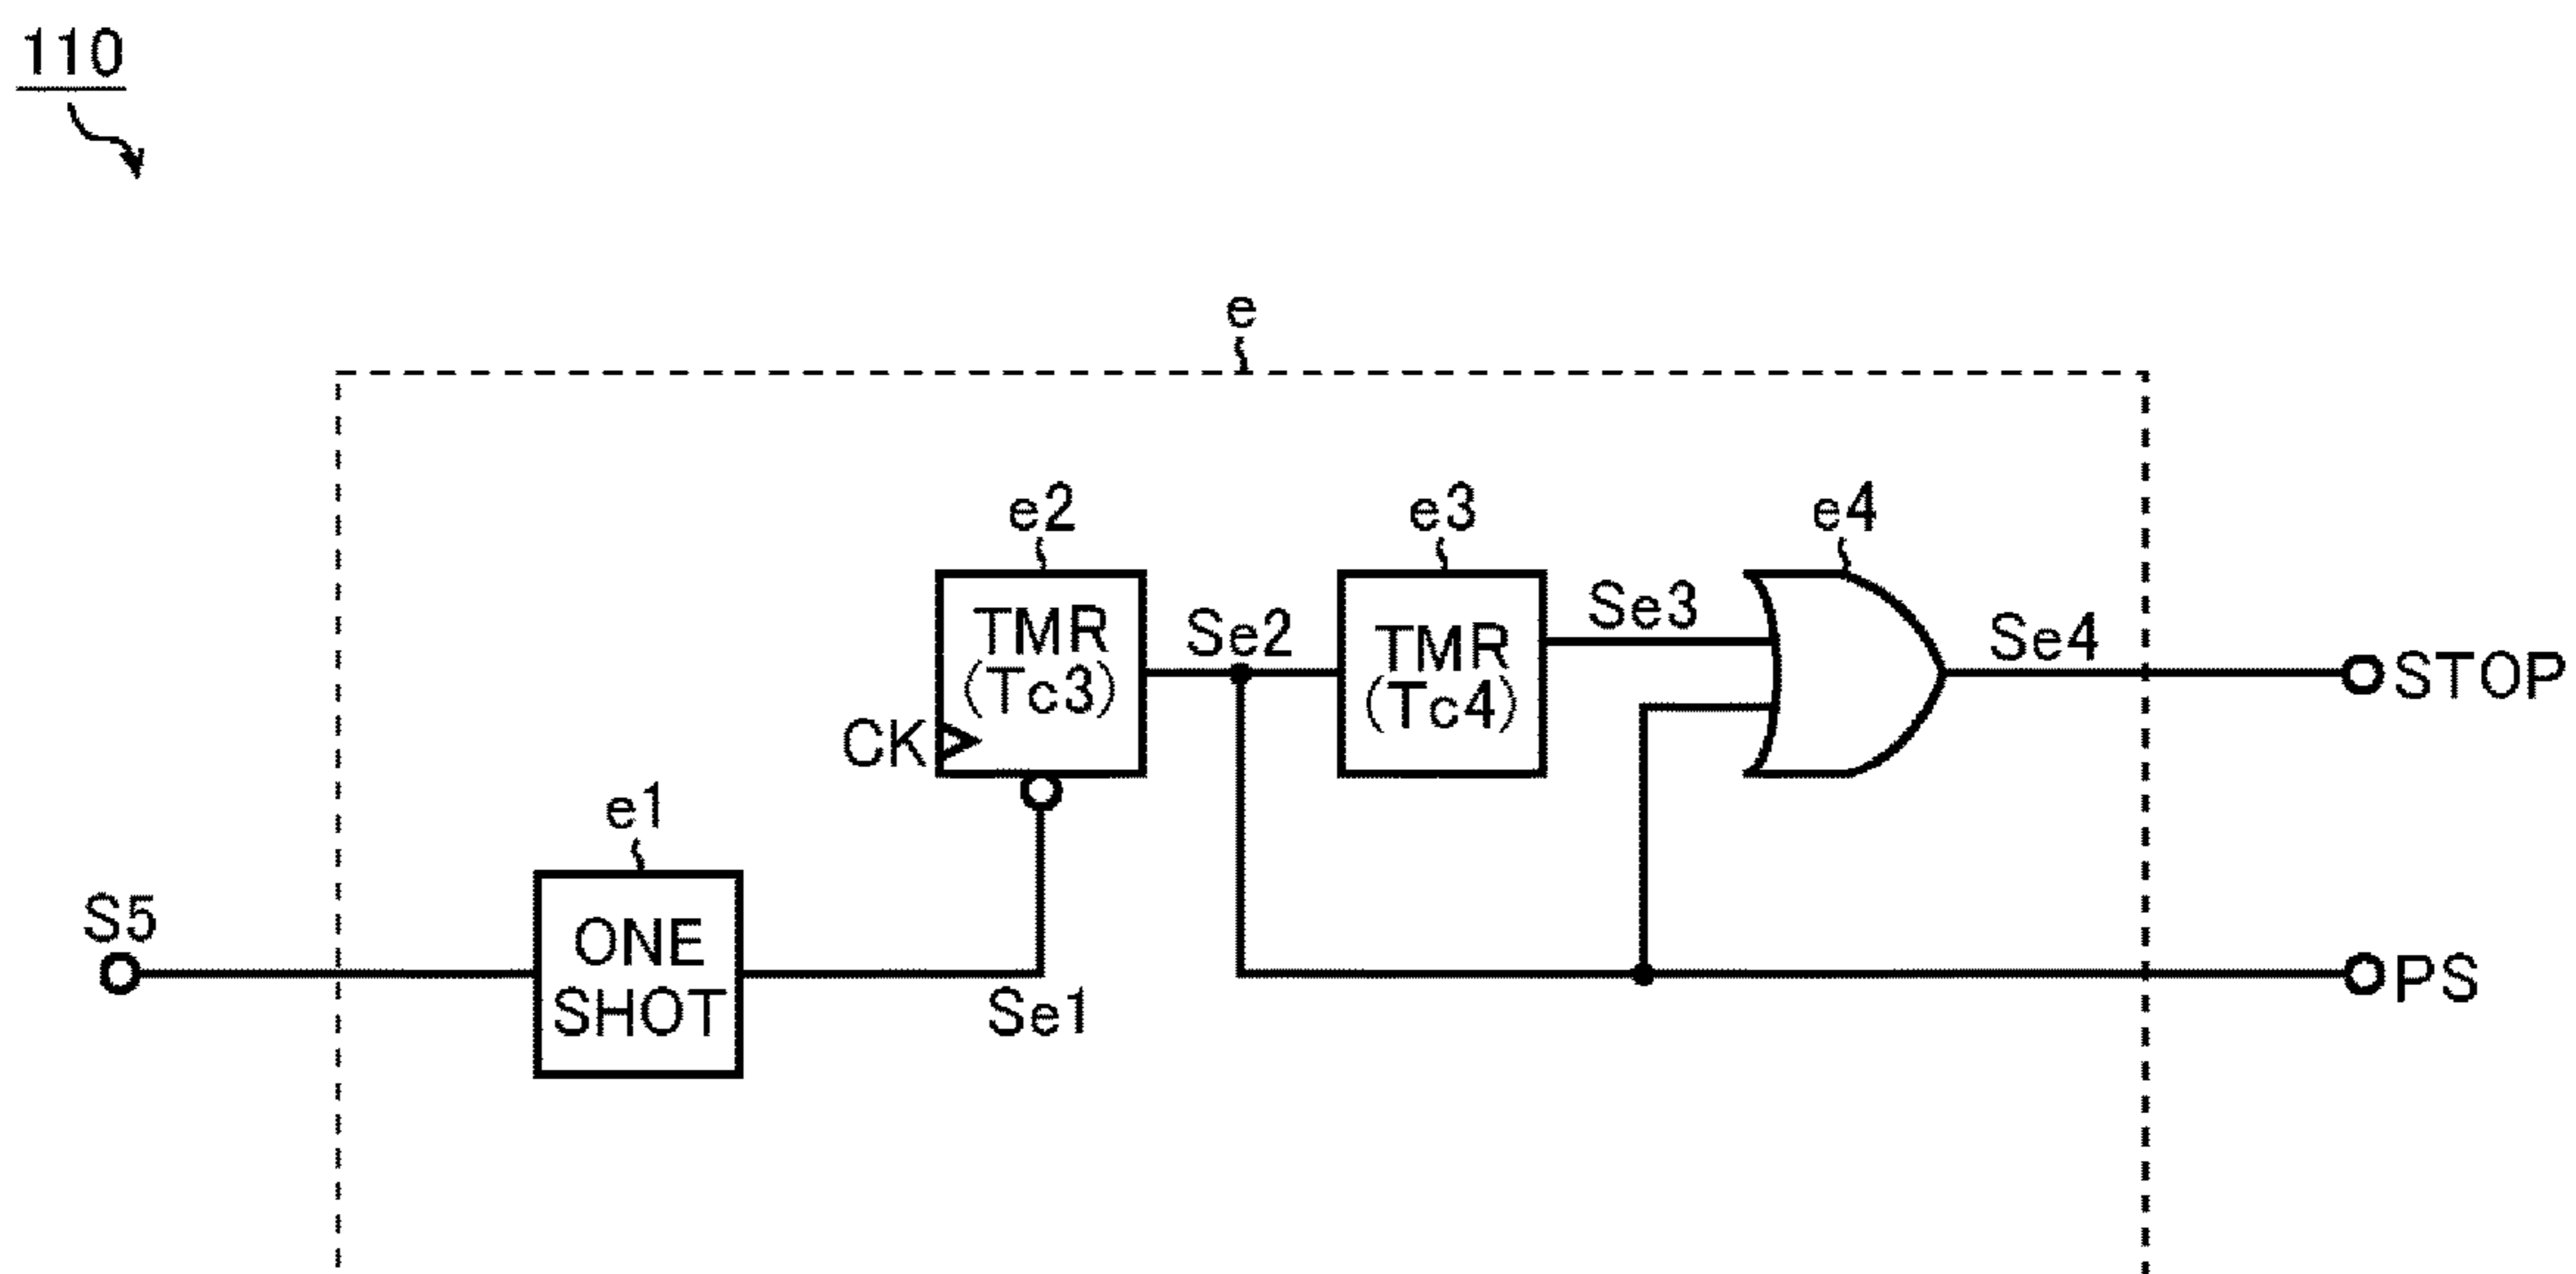 110
e
e2
e3
e4
TMR
(Tc3)
CK
Se2
TMR
(Tc4)
Se3
Se4
STOP
e1
S5
ONE
SHOT
Se1
PS